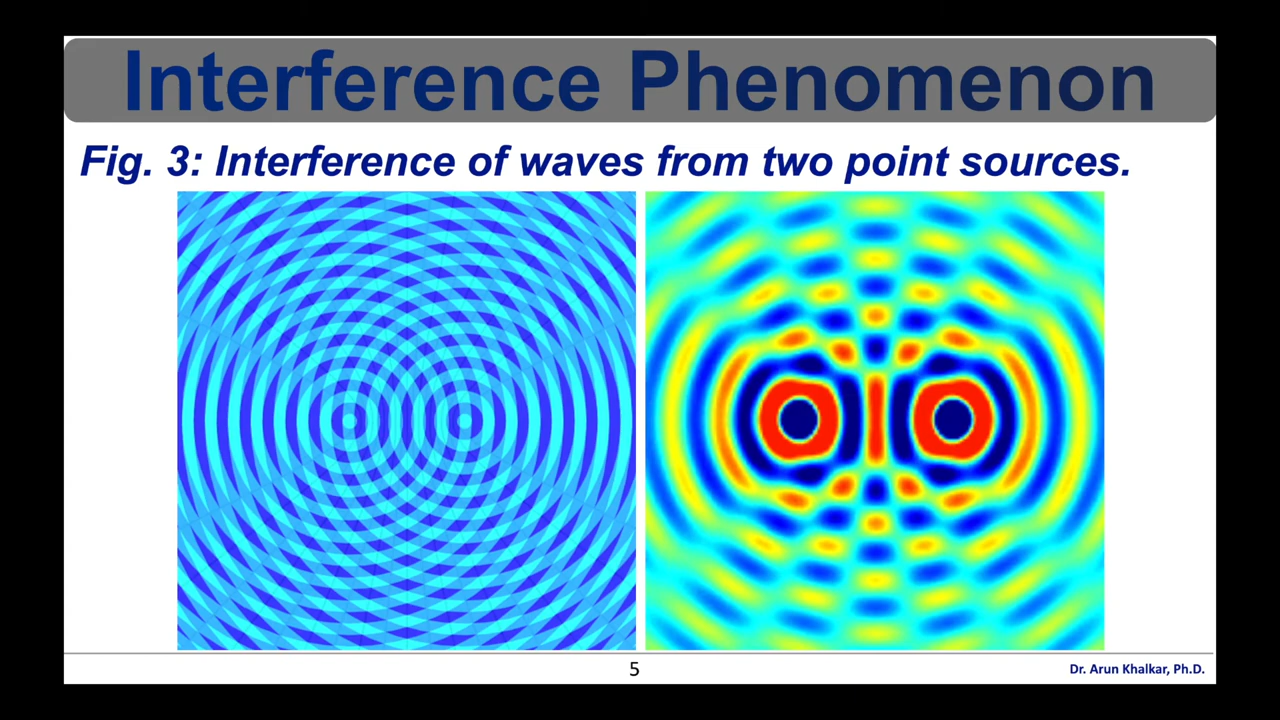 Interference Phenomenon
Fig. 3: Interference of waves from two point sources.
5
Dr. Arun Khalkar, Ph.D.